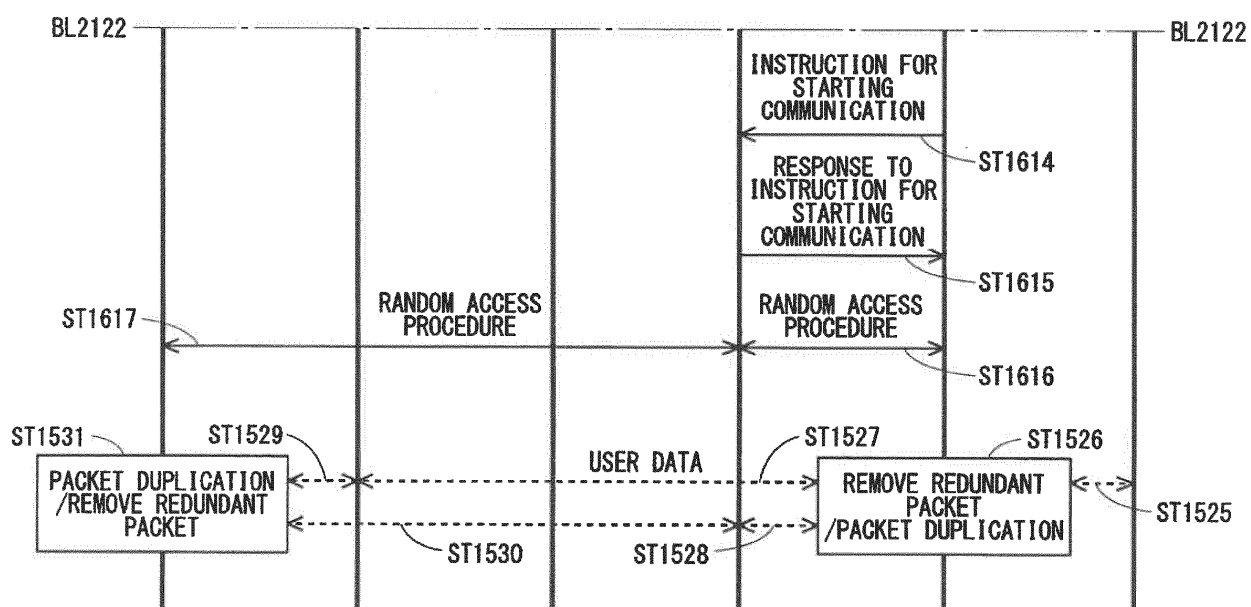 BL2122
BL2122
INSTRUCTION FOR
STARTING
COMMUNICATION
ST1614
RESPONSE TO
INSTRUCTION FOR
STARTING
COMMUNICATION
ST1615
RANDOM ACCESS
PROCEDURE
ST1617
RANDOM ACCESS
PROCEDURE
ST1616
ST1531
ST1529
ST1527
ST1526
USER DATA
PACKET DUPLICATION
/REMOVE REDUNDANT
PACKET
REMOVE REDUNDANT
PACKET
/PACKET DUPLICATION
ST1525
ST1530
ST1528